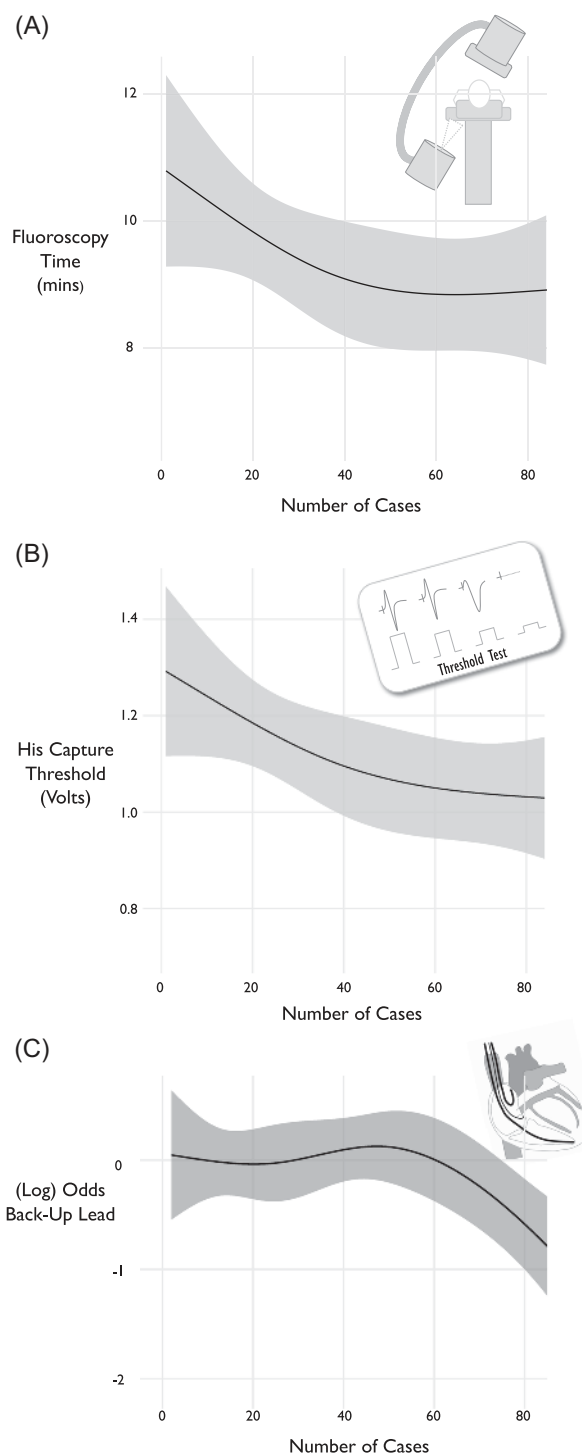 (A)
12
10
8
Fluoroscopy
Time
(mins)
0 20 40 60 80
Number of Cases
(B)
1.4
1.2
1.0
0.8
His Capture
Threshold
(Volts)
Threshold Test
0 20 40 60 80
Number of Cases
(C)
0
-1
-2
(Log) Odds
Back-Up Lead
0 20 40 60 80
Number of Cases